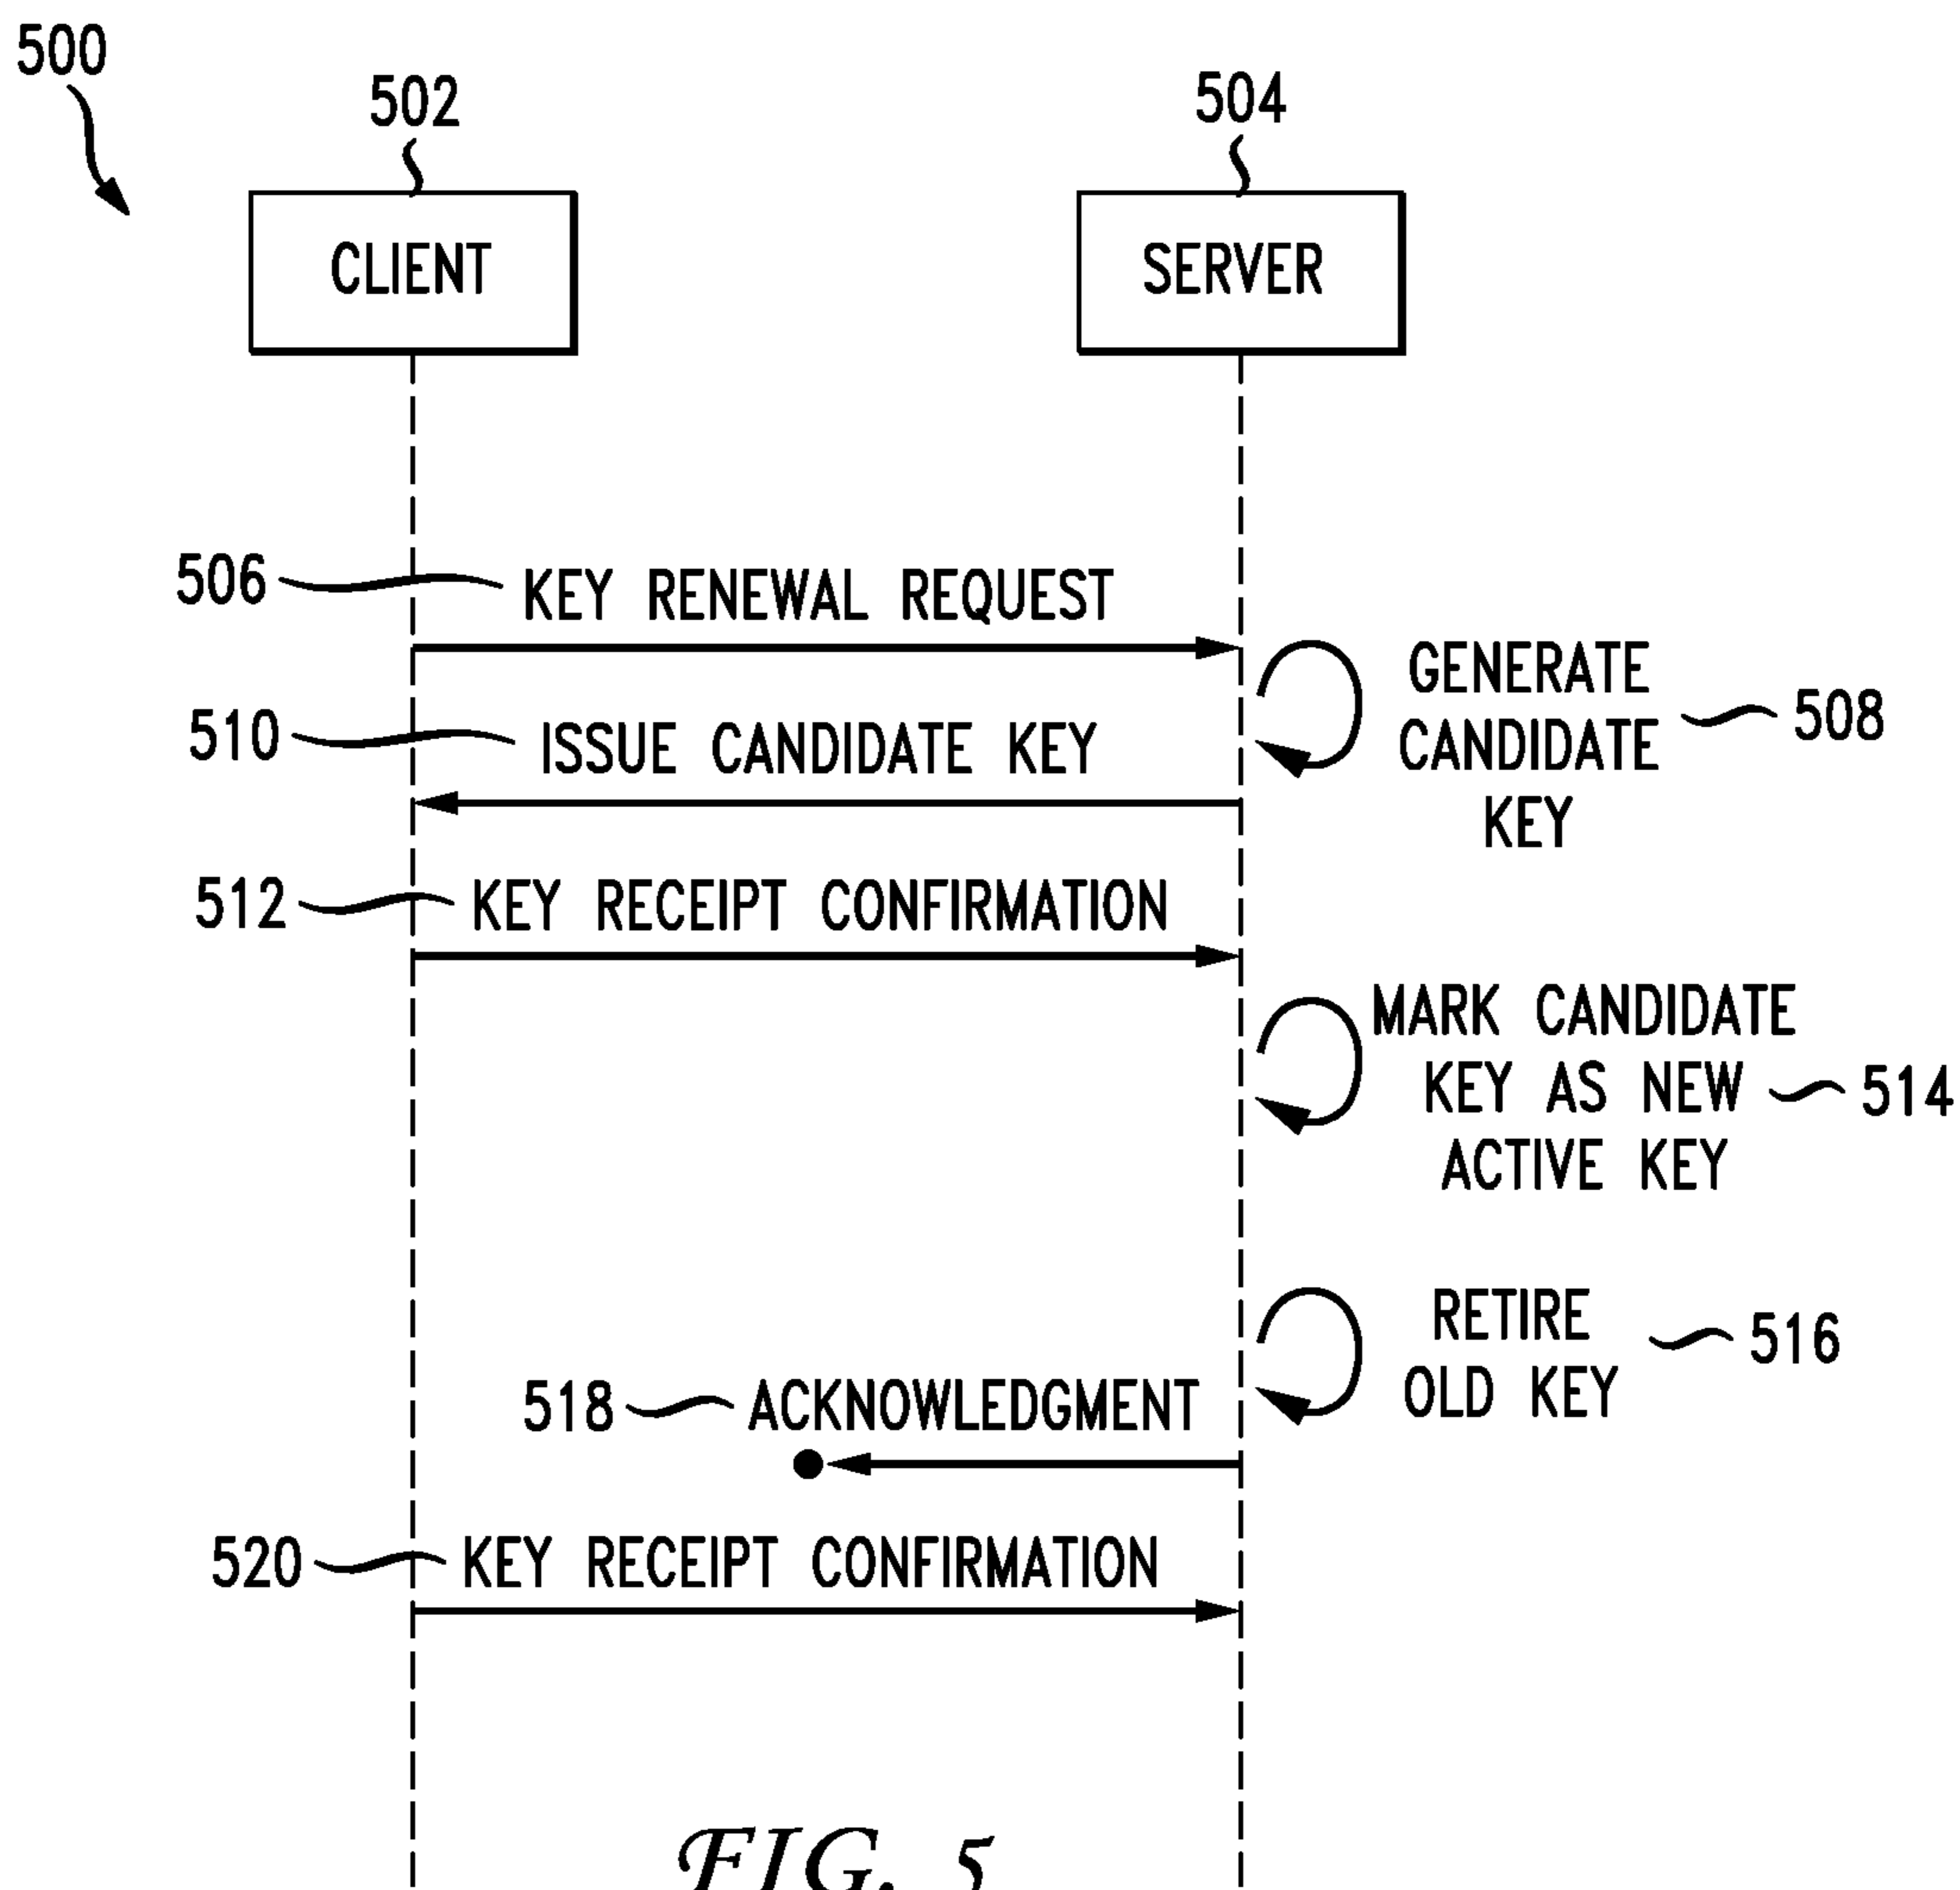 500
502
504
CLIENT
SERVER
506
KEY RENEWAL REQUEST
GENERATE
CANDIDATE
KEY
508
510
ISSUE CANDIDATE KEY
512
KEY RECEIPT CONFIRMATION
MARK CANDIDATE
KEY AS NEW
ACTIVE KEY
514
RETIRE
OLD KEY
516
518
ACKNOWLEDGMENT
520
KEY RECEIPT CONFIRMATION
FIG. 5